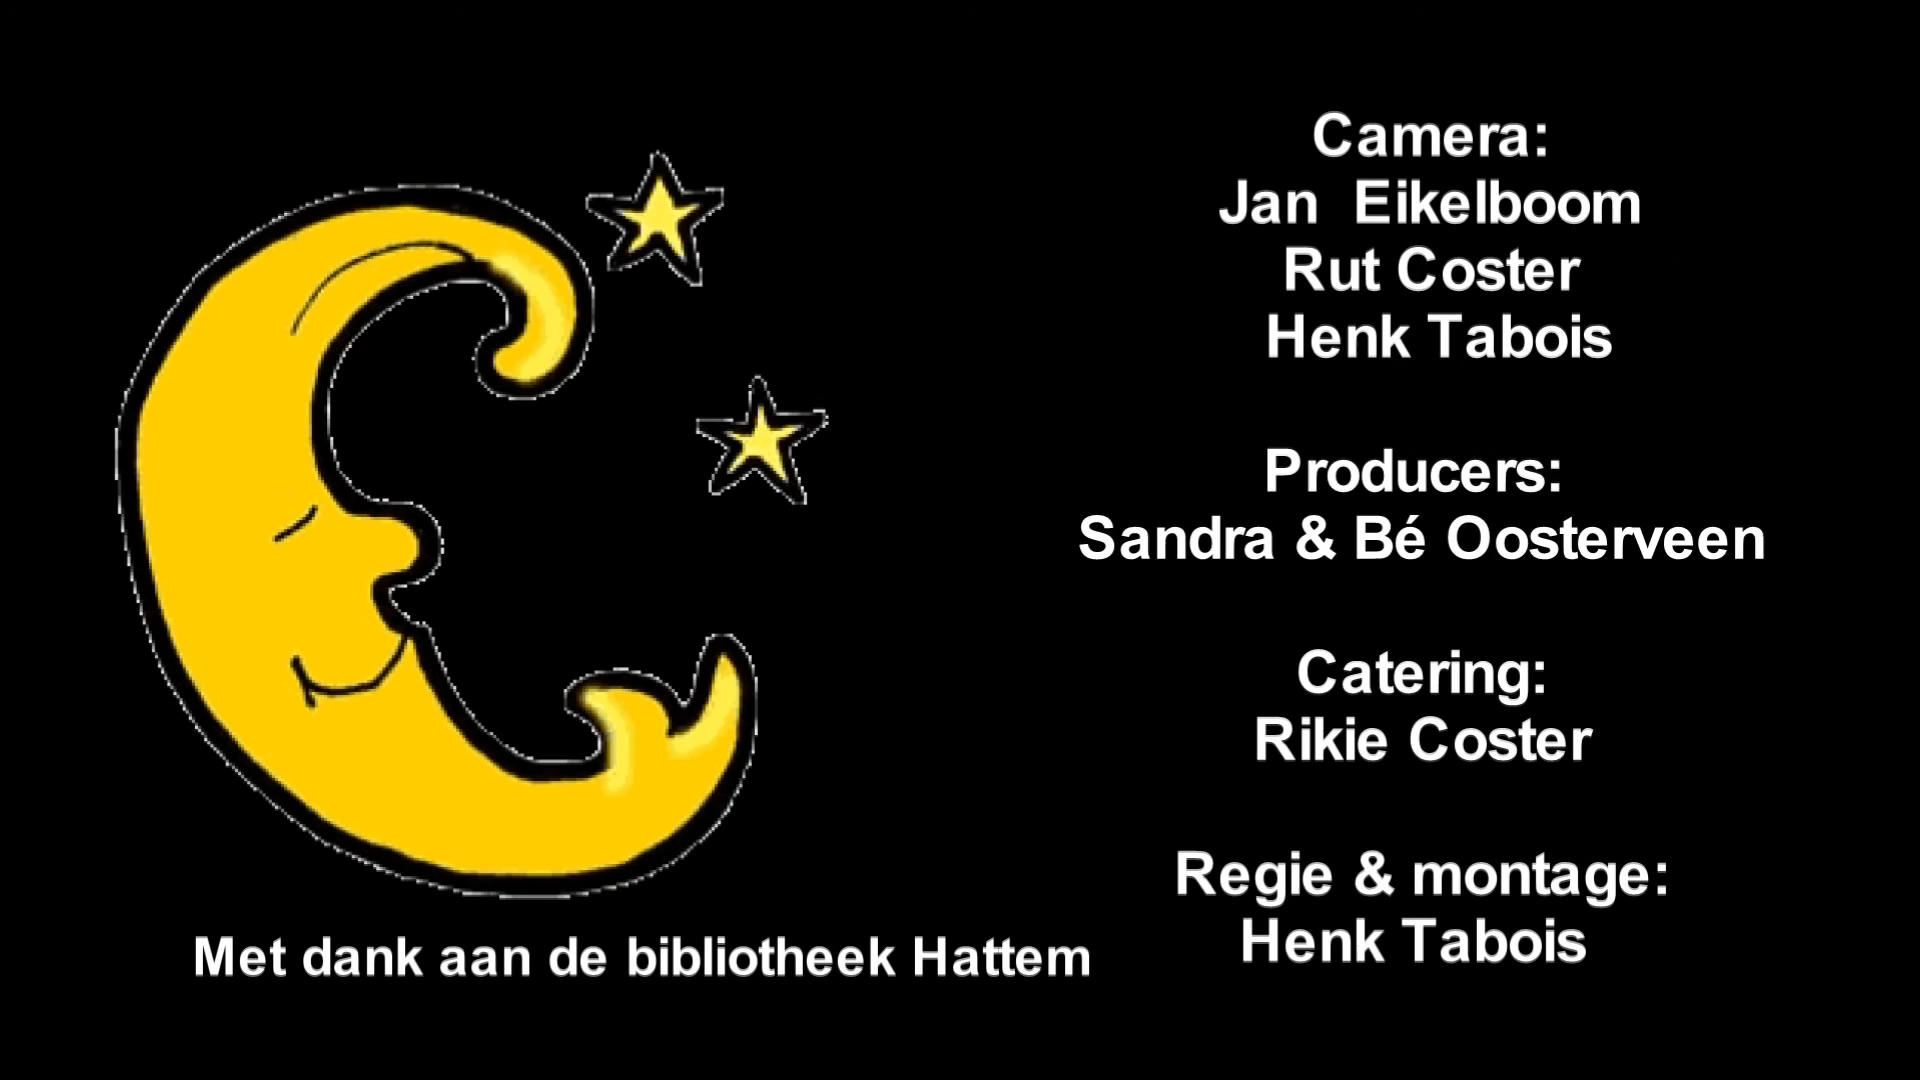 Camera:
Jan Eikelboom
Rut Coster
Henk Tabois
Producers:
Sandra & Bé Oosterveen
Catering:
Rikie Coster
Regie & montage:
Henk Tabois
Met dank aan de bibliotheek Hattem